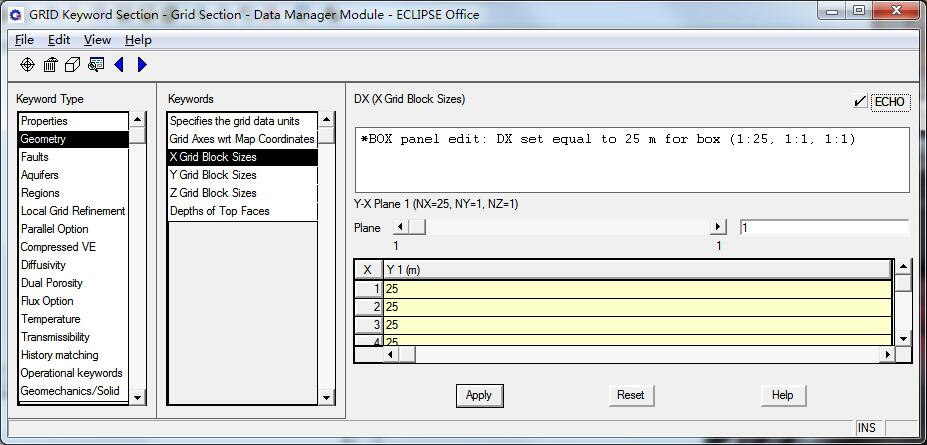 GRID Keyword Section - Grid Section - Data Manager Module - ECLIPSE Office
File Edit View Help
Keyword Type
Properties
Geometry
Faults
Aquifers
Regions
Local Grid Refinement
Parallel Option
Compressed VE
Diffusivity
Dual Porosity
Flux Option
Temperature
Transmissibility
History matching
Operational keywords
Geomechanics/Solid
Keywords
Specifies the grid data units
Grid Axes wrt Map Coordinates
X Grid Block Sizes
Y Grid Block Sizes
Z Grid Block Sizes
Depths of Top Faces
DX (X Grid Block Sizes)
ECHO
*BOX panel edit: DX set equal to 25 m for box (1:25, 1:1, 1:1)
Y-X Plane 1 (NX=25, NY=1, NZ=1)
Plane 1
1 1
X Y 1 (m)
1 25
2 25
3 25
4 25
Apply Reset Help
INS